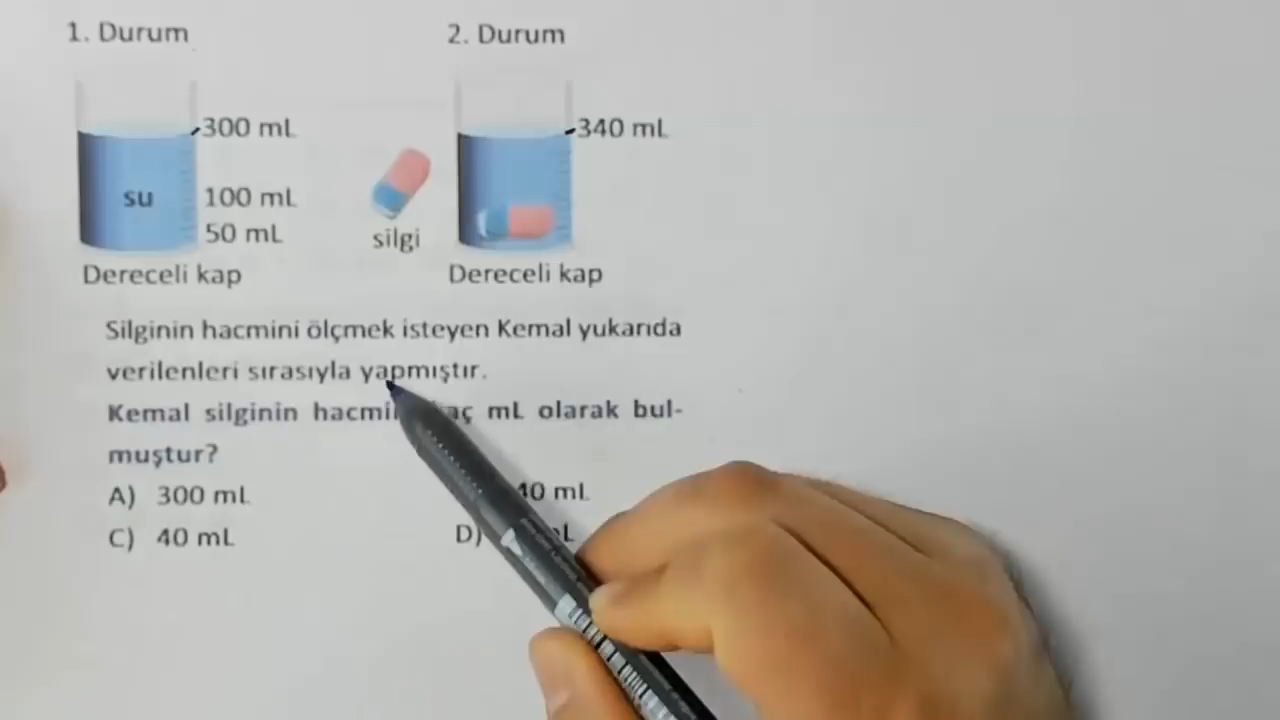 1. Durum
2. Durum
300 mL
340 mL
su
100 mL
50 mL
silgi
Dereceli kap
Dereceli kap
Silginin hacmini ölçmek isteyen Kemal yukarıda
verilenleri sırasıyla yapmıştır.
Kemal silginin mL olarak bul-
muştur?
A) 300 mL
mL
C) 40 mL
D)